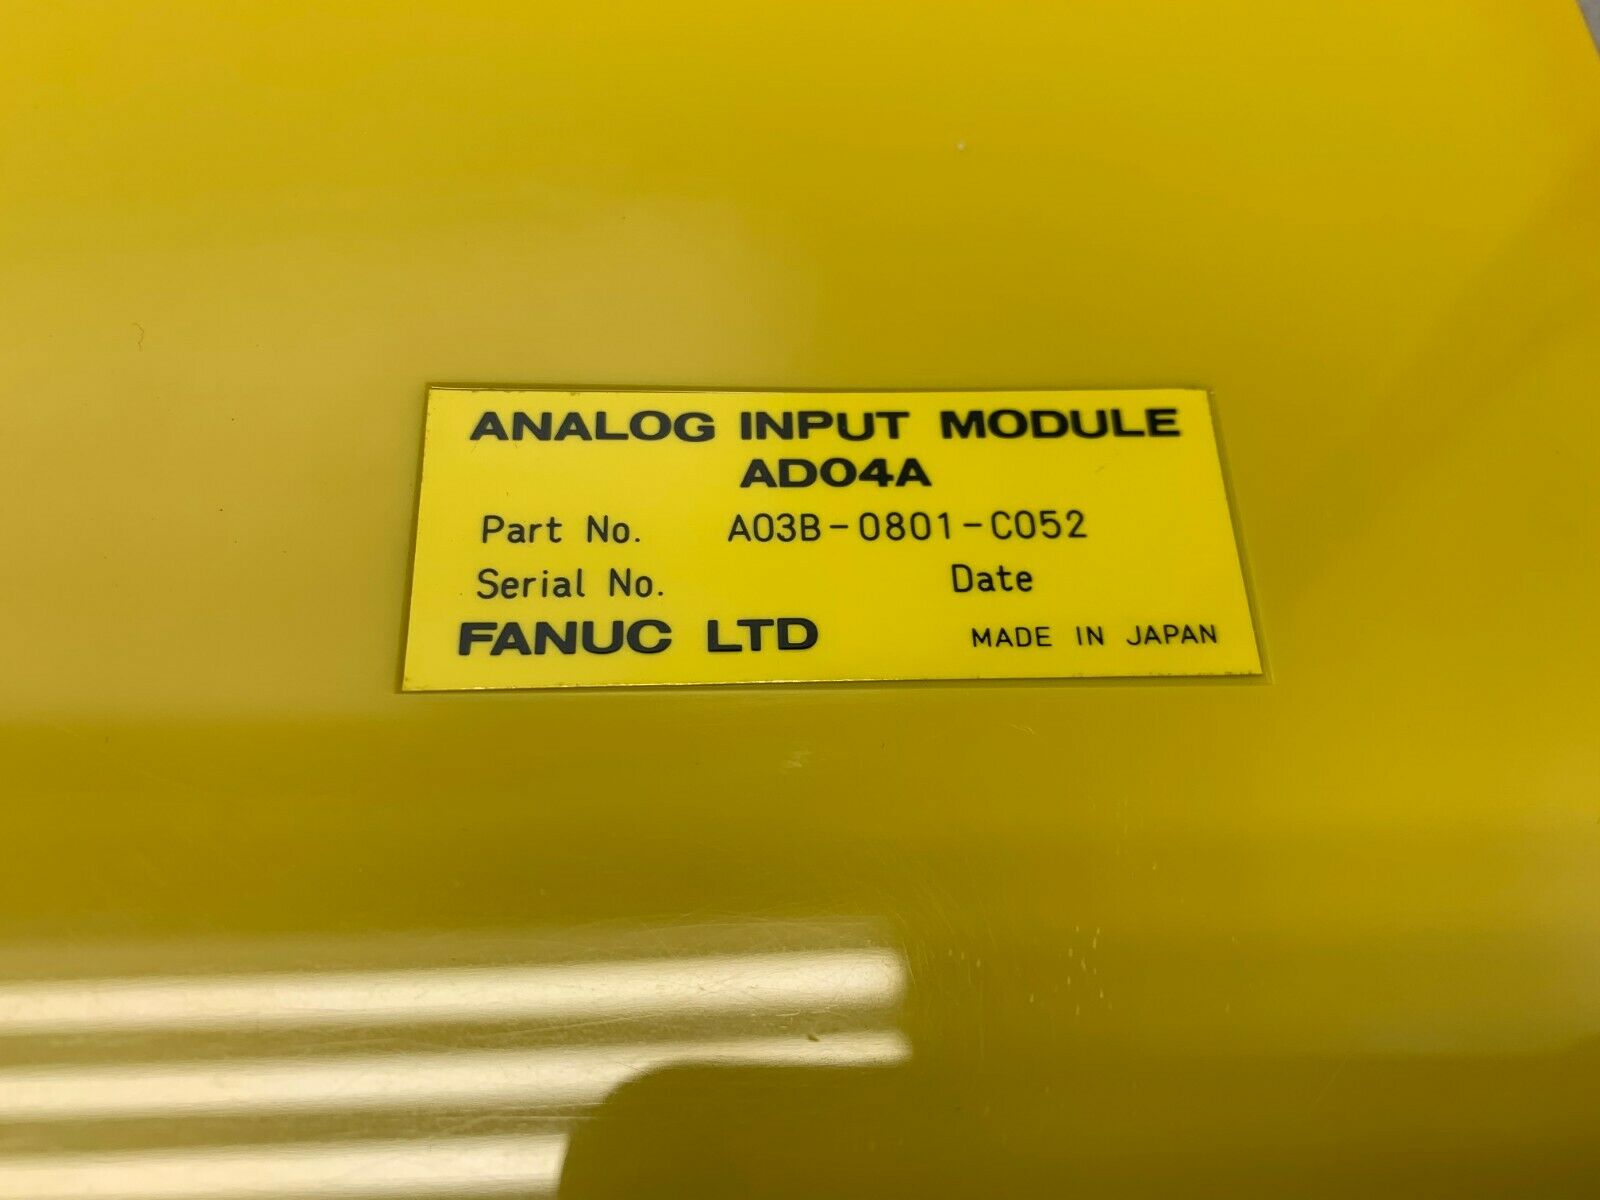 ANALOG INPUT MODULE
AD04A
Part No. A03B-0801-C052
Serial No. Date
FANUC LTD MADE IN JAPAN